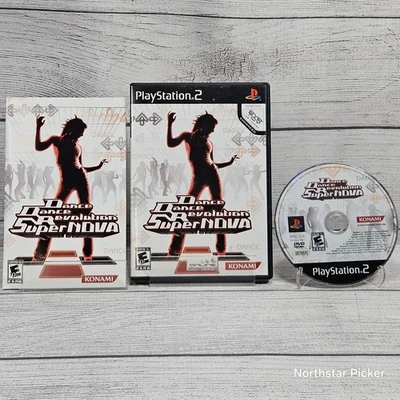 Dance
Dance
Revolution
SuperNOVA
KONAMI
PlayStation 2
DANCE
Dance
Dance
Revolution
SuperNOVA
KONAMI
Dance
Dance
Revolution
SuperNOVA
KONAMI
PlayStation 2
Northstar Picker